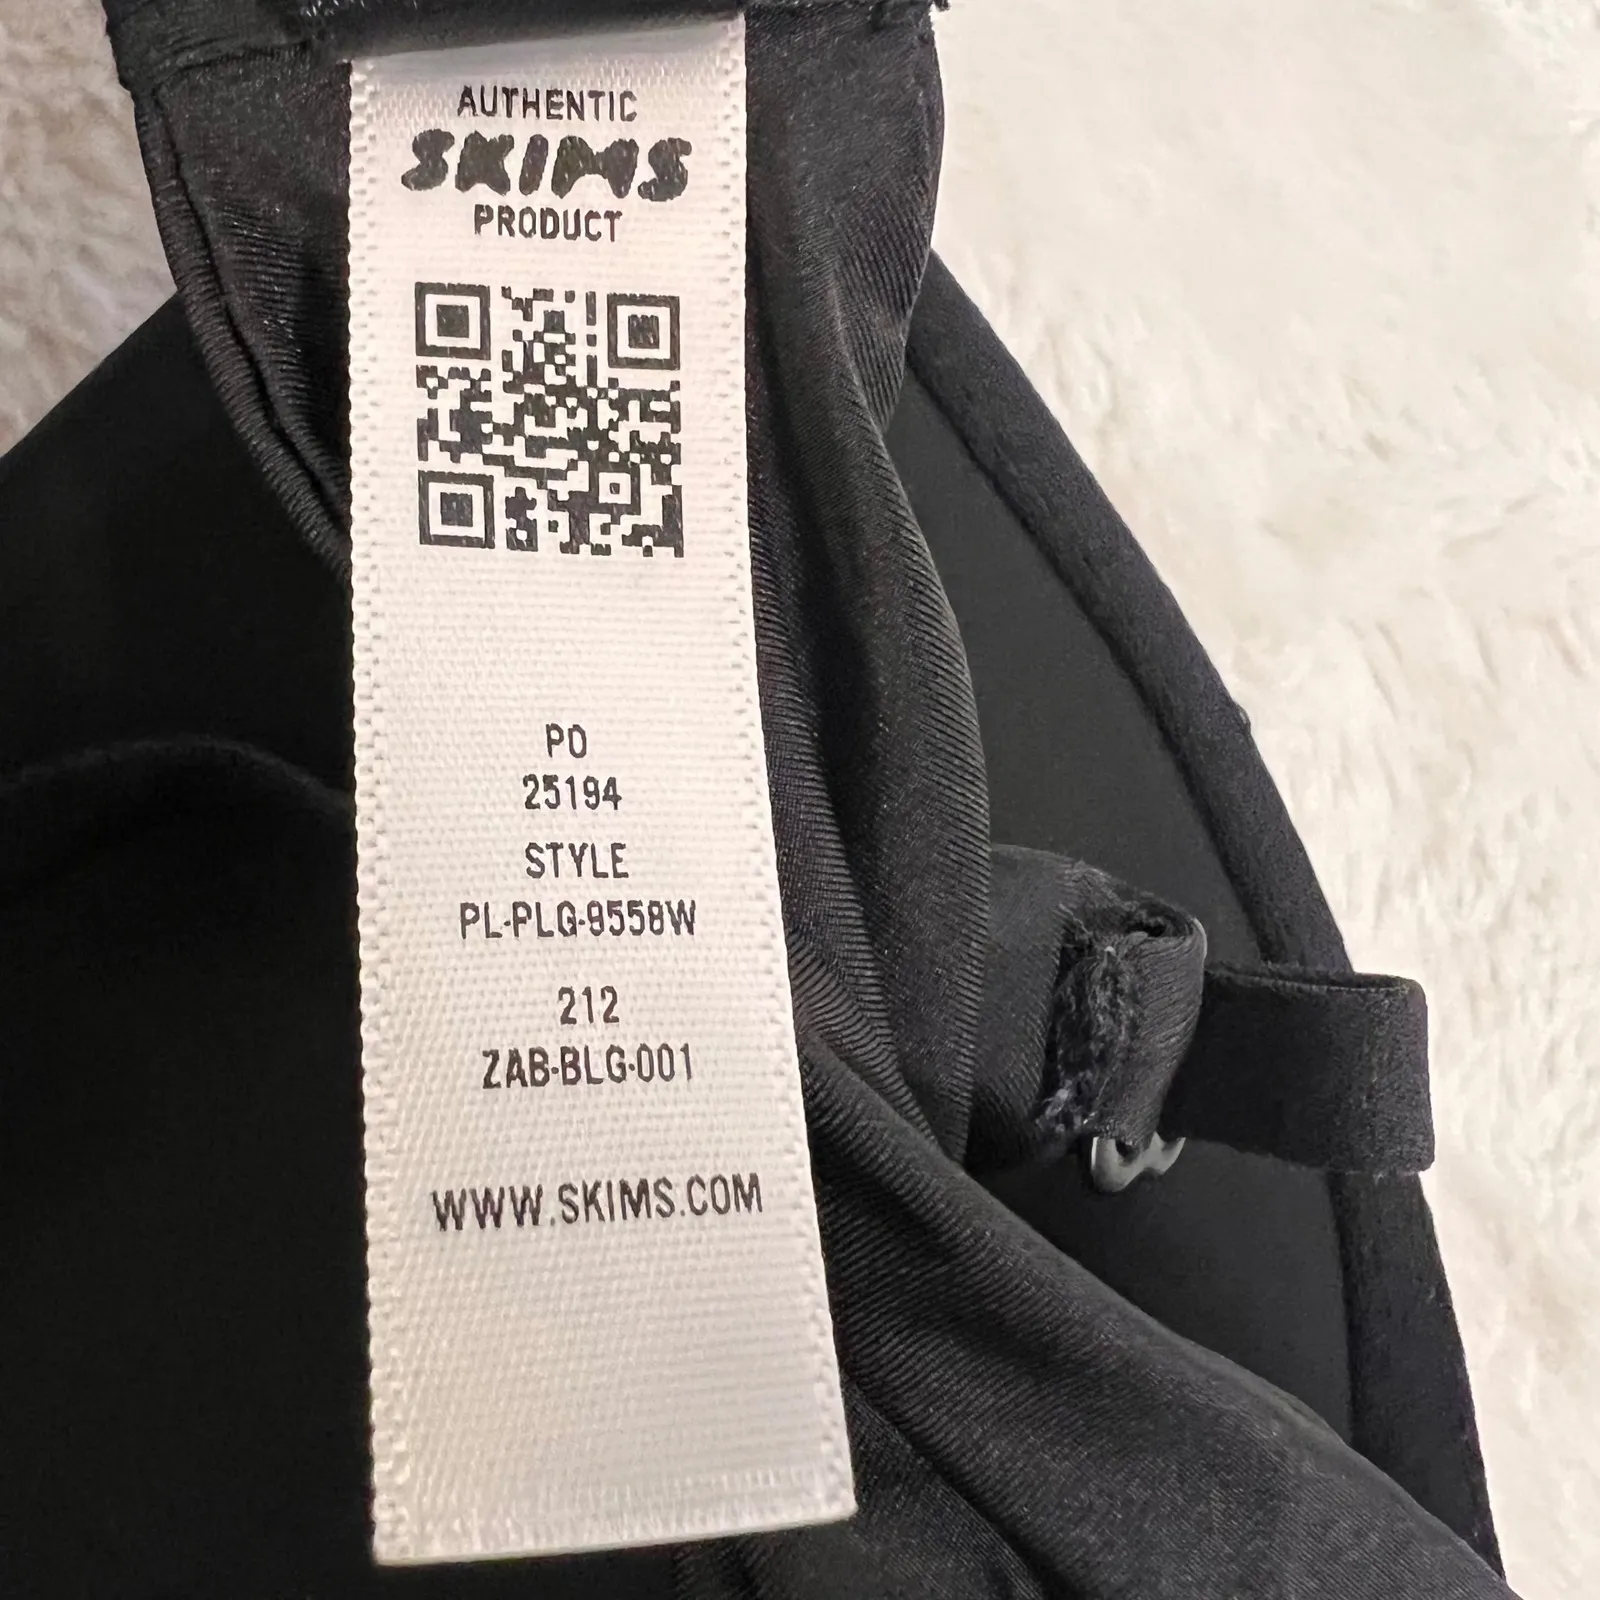 AUTHENTIC
SKIMS
PRODUCT
PO
25194
STYLE
PL-PLG-9558W
212
ZAB-BLG-001
WWW.SKIMS.COM